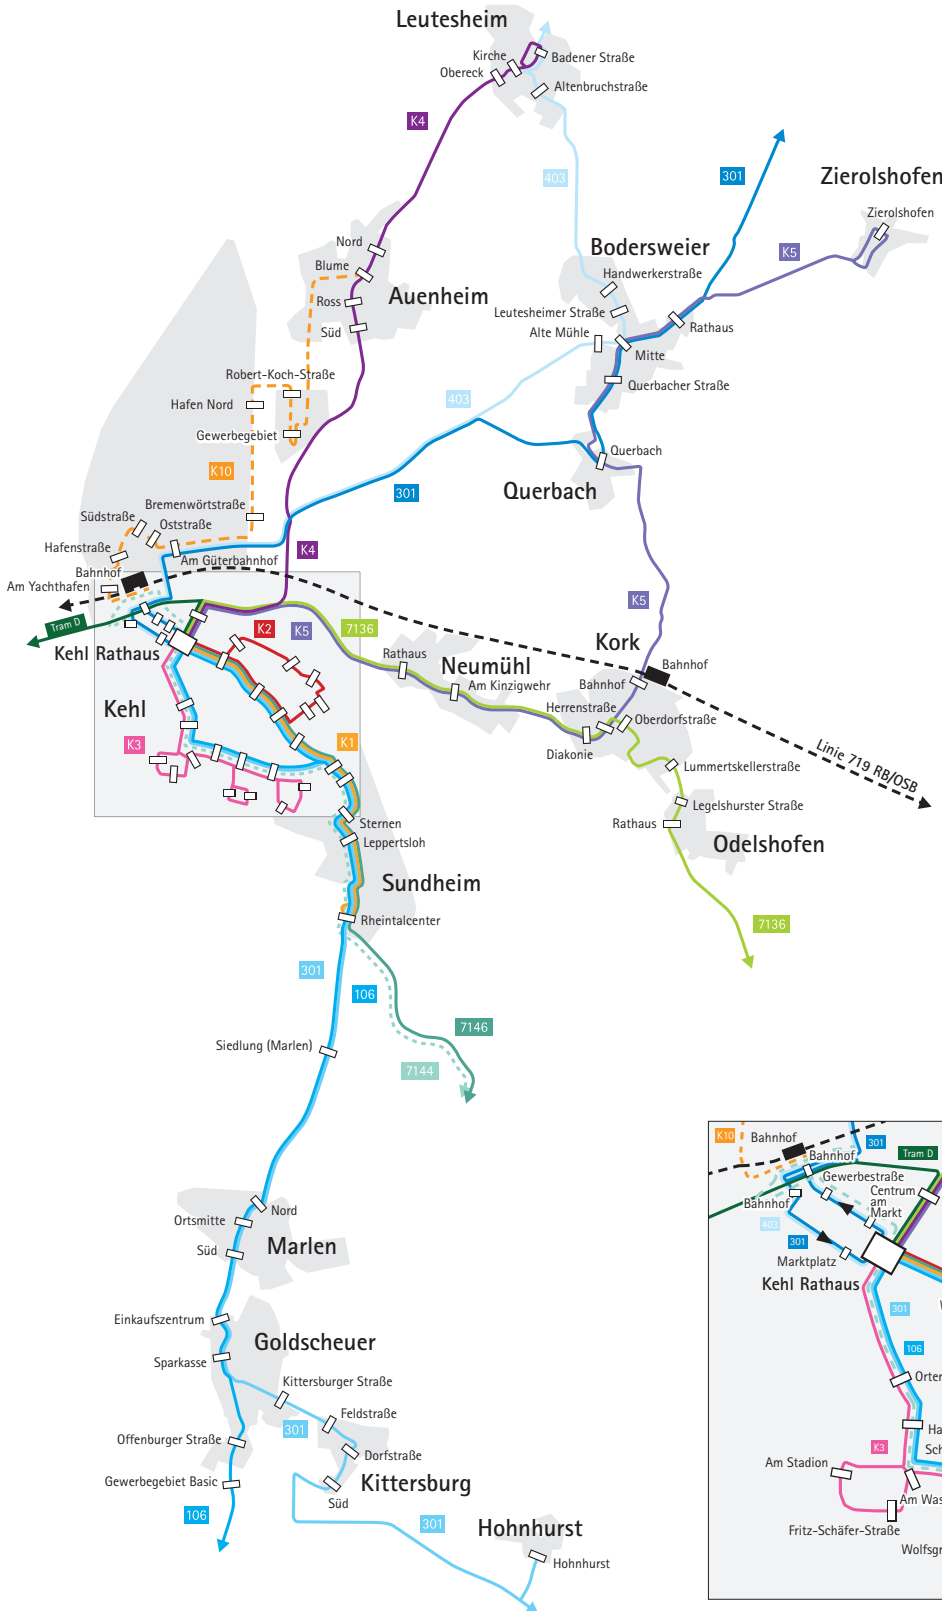 Leutesheim
Kirche
Badener Straße
Obereck
Altenbruchstraße
K4
403
301
Zierolshofen
Zierolshofen
Nord
Bodersweier
K5
Blume
Handwerkerstraße
Auenheim
Ross
Leutesheimer Straße
Rathaus
Süd
Alte Mühle
Mitte
Robert-Koch-Straße
Querbacher Straße
Hafen Nord
403
Gewerbegebiet
Querbach
K10
Querbach
301
Bremenwörtstraße
Südstraße
Oststraße
Hafenstraße
K4
Am Güterbahnhof
Bahnhof
Am Yachthafen
K5
Tram D
K2
K5
7136
Kork
Kehl Rathaus
Rathaus
Neumühl
Bahnhof
Am Kinzigwehr
Bahnhof
Kehl
Herrenstraße
Oberdorfstraße
K3
K1
Diakonie
Linie 719 RB/OSB
Lummertskellerstraße
Legelshurster Straße
Sternen
Rathaus
Leppertsloh
Odelshofen
Sundheim
Rheintalcenter
7136
301
106
7146
Siedlung (Marlen)
7144
Nord
Ortsmitte
Marlen
Süd
Einkaufszentrum
Goldscheuer
Sparkasse
Kittersburger Straße
Feldstraße
301
Offenburger Straße
Dorfstraße
Gewerbegebiet Basic
Kittersburg
Süd
106
301
Hohnhurst
Hohnhurst
K10
Bahnhof
301
Bahnhof
Tram D
Gewerbestraße
Bahnhof
Centrum
am
Markt
403
301
Marktplatz
Kehl Rathaus
301
106
Orter
Ha
K3
Sch
Am Stadion
Am Was
Fritz-Schäfer-Straße
Wolfsgr